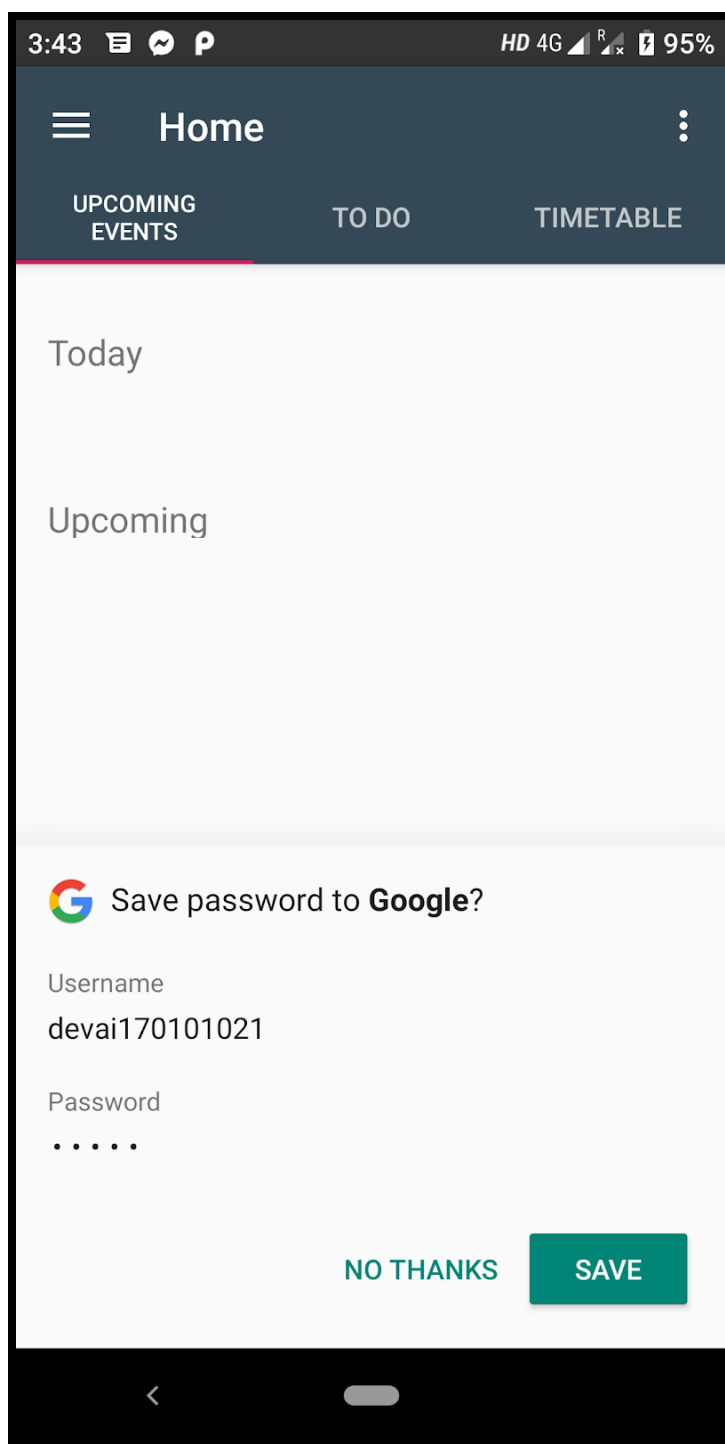 3:43 HD 4G R 95%
Home
UPCOMING
EVENTS
TO DO
TIMETABLE
Today
Upcoming
Save password to Google?
Username
devai170101021
Password
•••••
NO THANKS SAVE